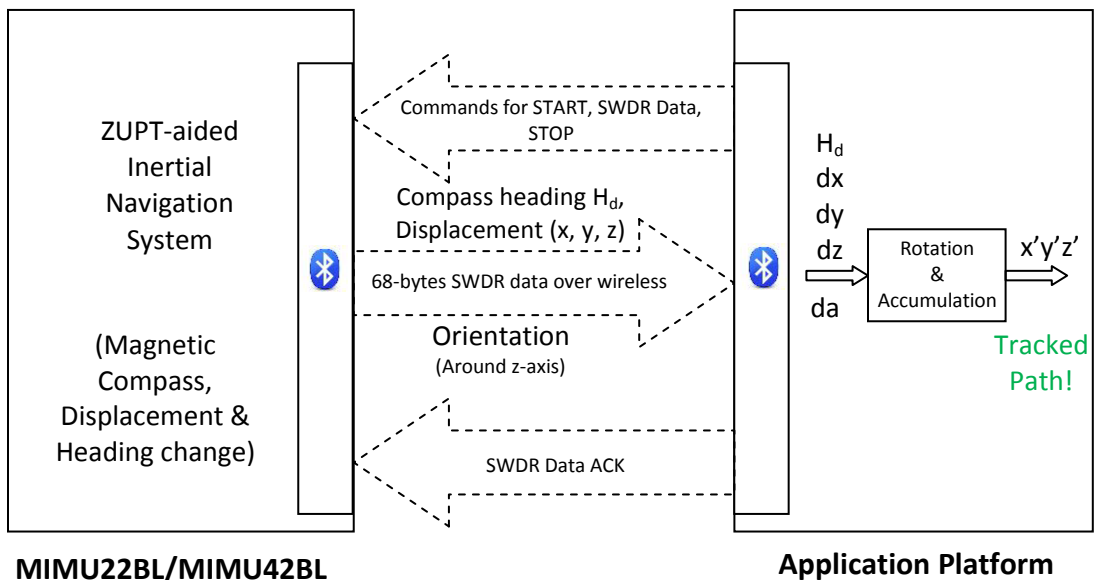 ZUPT-aided
Inertial
Navigation
System
(Magnetic
Compass,
Displacement &
Heading change)
Commands for START, SWDR Data,
STOP
Compass heading Hd,
Displacement (x, y, z)
68-bytes SWDR data over wireless
Orientation
(Around z-axis)
SWDR Data ACK
Hd
dx
dy
dz
da
Rotation
&
Accumulation
x’y’z’
Tracked
Path!
MIMU22BL/MIMU42BL
Application Platform